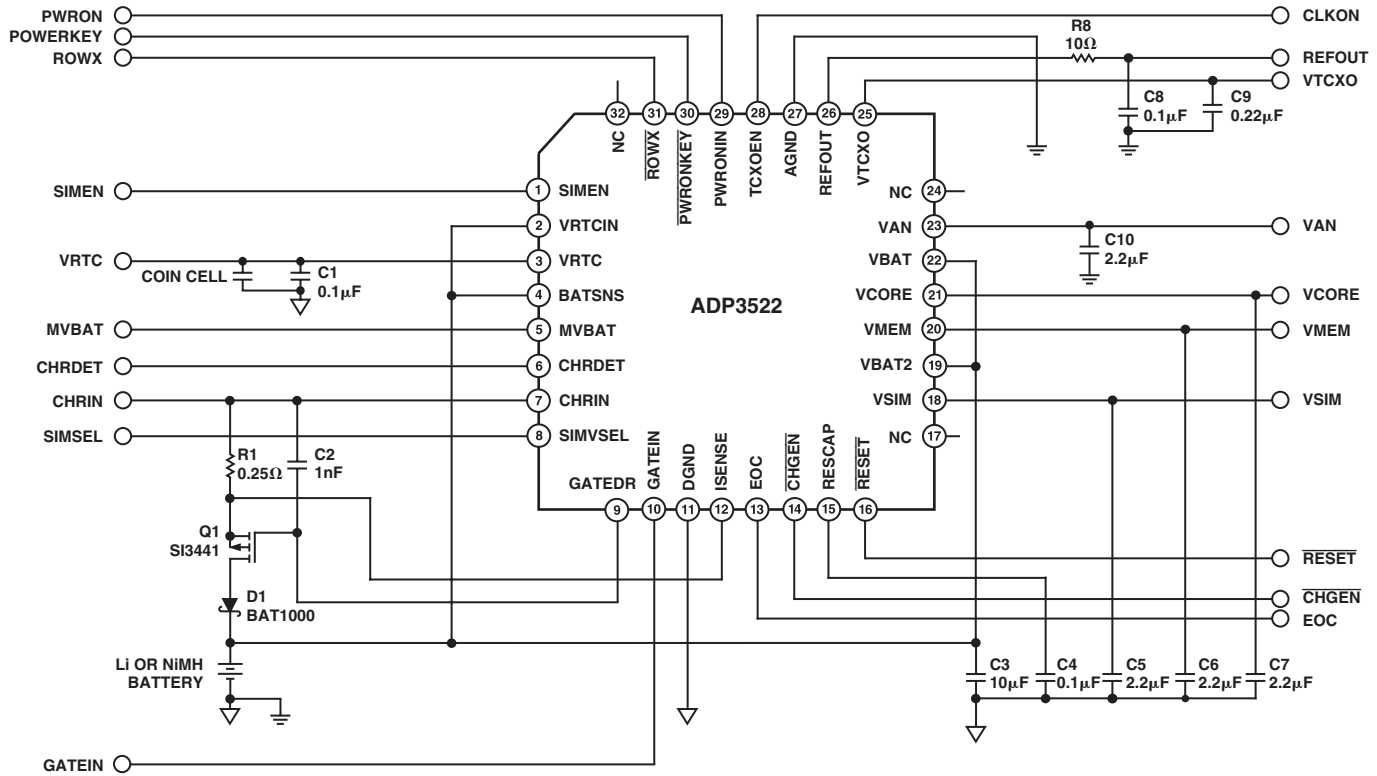 PWRON
POWERKEY
ROWX
CLKON
R8
10Ω
REFOUT
VTCXO
C8
0.1μF
C9
0.22μF
32
31
30
29
28
27
26
25
NC
ROWX
PWRONKEY
PWRONIN
TCXOEN
AGND
REFOUT
VTCXO
SIMEN
1
SIMEN
NC
24
2
VRTCIN
VAN
23
VAN
C10
2.2μF
VRTC
COIN CELL
C1
0.1μF
3
VRTC
VBAT
22
4
BATSNS
ADP3522
VCORE
21
VCORE
MVBAT
5
MVBAT
VMEM
20
VMEM
CHRDET
6
CHRDET
VBAT2
19
CHRIN
7
CHRIN
VSIM
18
VSIM
SIMSEL
8
SIMVSEL
NC
17
R1
0.25Ω
C2
1nF
GATEDR
GATEIN
DGND
ISENSE
EOC
CHGEN
RESCAP
RESET
9
10
11
12
13
14
15
16
Q1
SI3441
RESET
D1
BAT1000
CHGEN
EOC
Li OR NiMH
BATTERY
C3
10μF
C4
0.1μF
C5
2.2μF
C6
2.2μF
C7
2.2μF
GATEIN